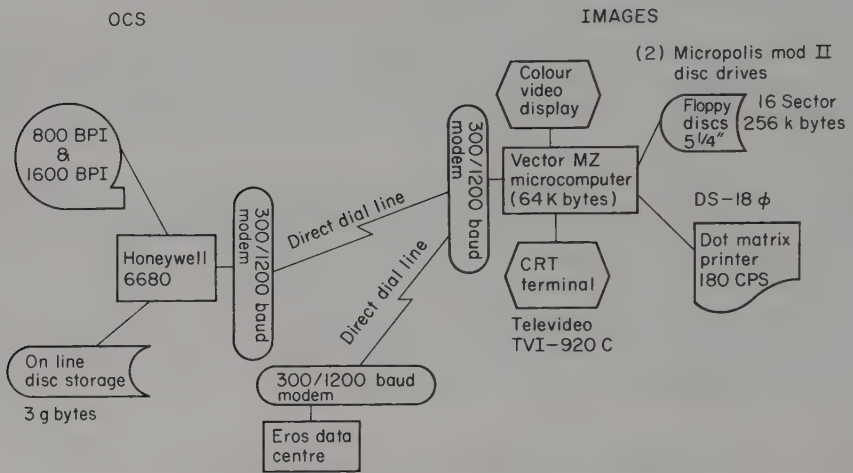 OCS
IMAGES
800 BPI
&
1600 BPI
Honeywell
6680
On line
disc storage
3 g bytes
300/1200 baud
modem
Direct dial line
Direct dial line
300/1200 baud
modem
Eros data
centre
300/1200 baud
modem
Colour
video
display
Vector MZ
microcomputer
(64 K bytes)
CRT
terminal
Televideo
TVI-920 C
(2) Micropolis mod II
disc drives
Floppy
discs
5 1/4"
16 Sector
256 k bytes
DS-18 ϕ
Dot matrix
printer
180 CPS